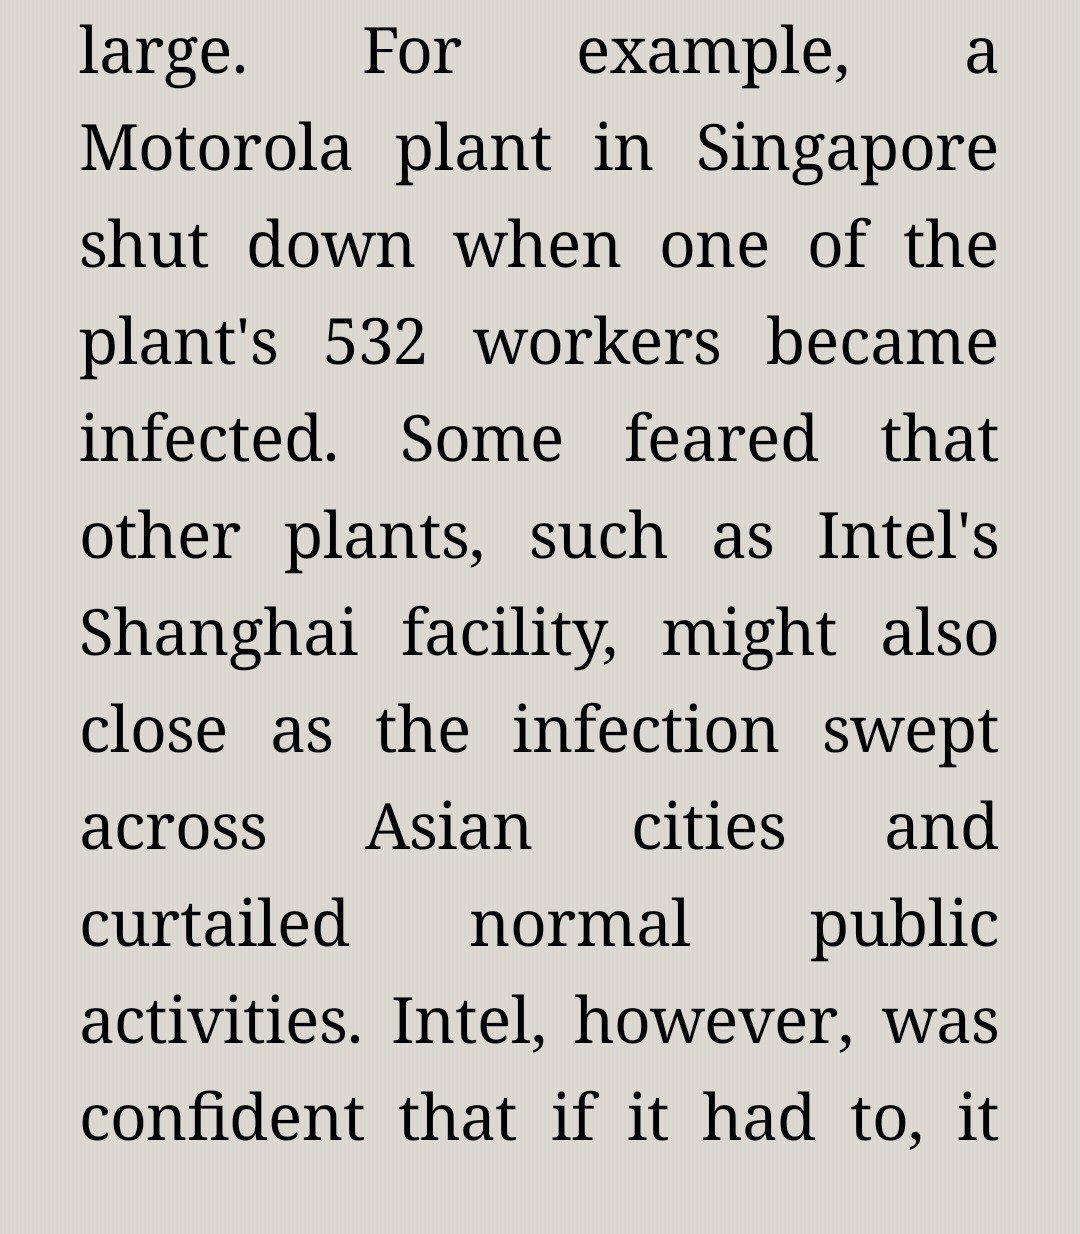 large. For example, a
Motorola plant in Singapore
shut down when one of the
plant's 532 workers became
infected. Some feared that
other plants, such as Intel's
Shanghai facility, might also
close as the infection swept
across Asian cities and
curtailed normal public
activities. Intel, however, was
confident that if it had to, it